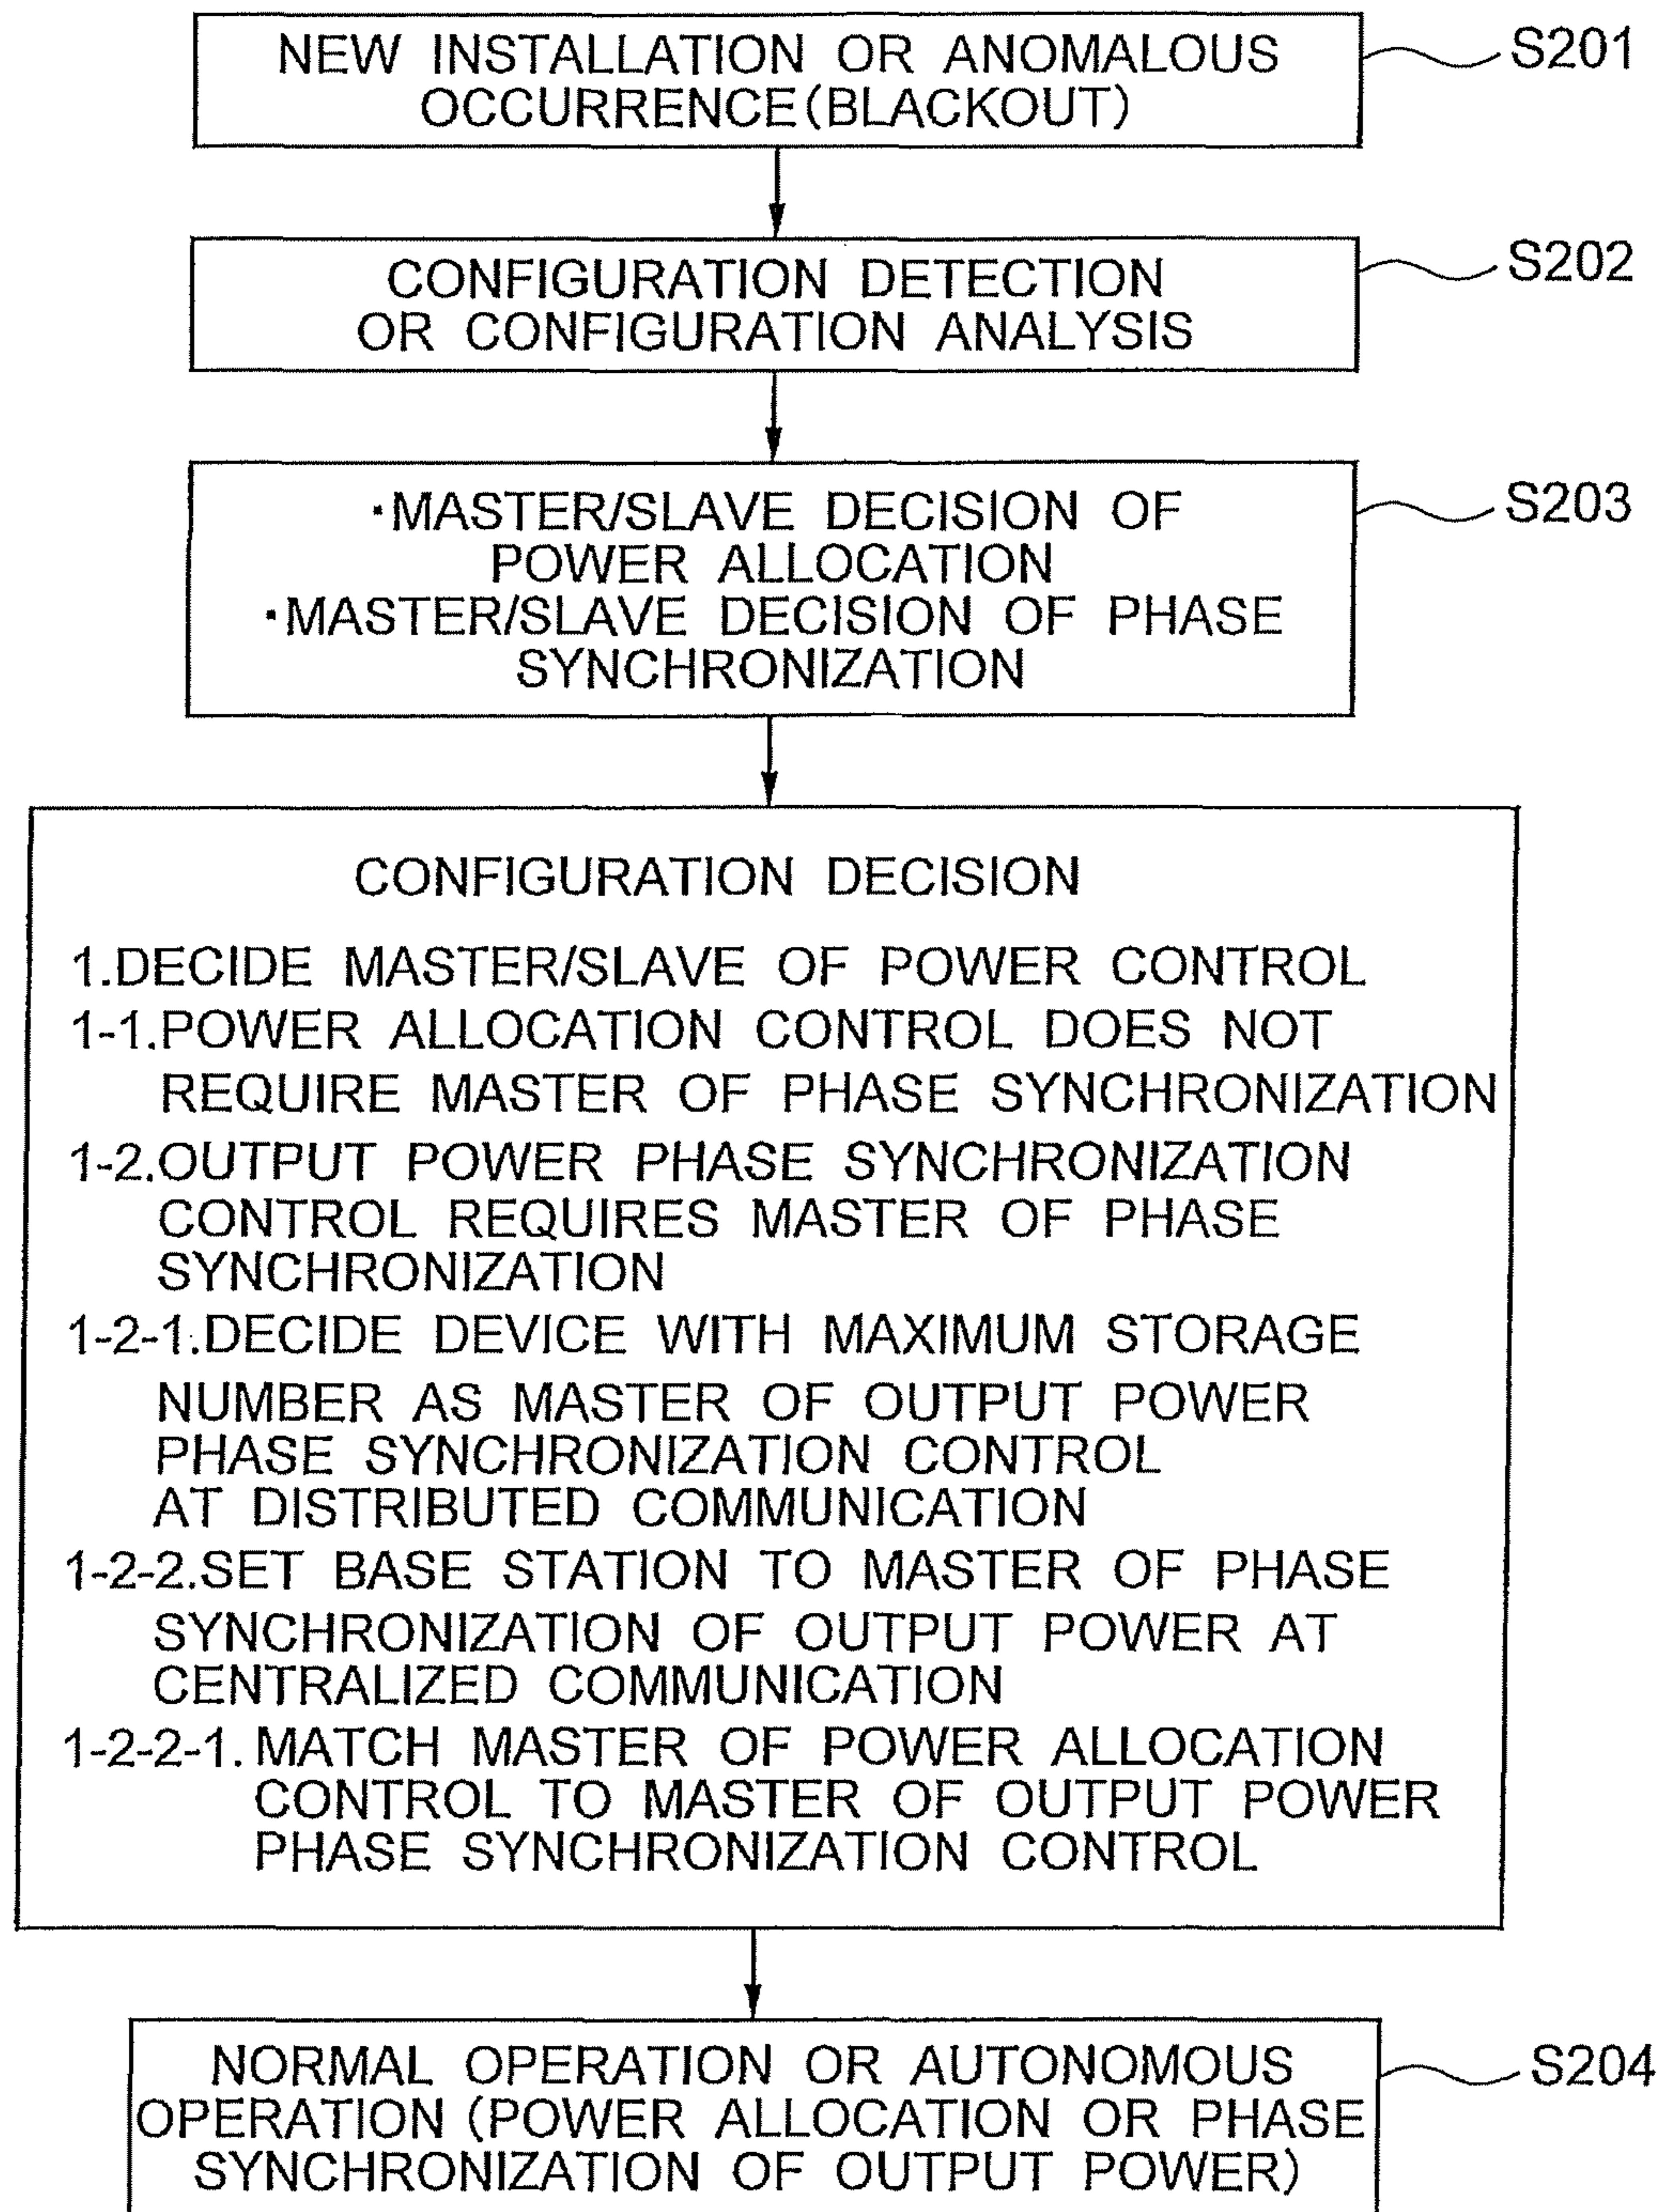 NEW INSTALLATION OR ANOMALOUS
OCCURRENCE(BLACKOUT)
S201
CONFIGURATION DETECTION
OR CONFIGURATION ANALYSIS
S202
·MASTER/SLAVE DECISION OF
POWER ALLOCATION
·MASTER/SLAVE DECISION OF PHASE
SYNCHRONIZATION
S203
CONFIGURATION DECISION
1.DECIDE MASTER/SLAVE OF POWER CONTROL
1-1.POWER ALLOCATION CONTROL DOES NOT
REQUIRE MASTER OF PHASE SYNCHRONIZATION
1-2.OUTPUT POWER PHASE SYNCHRONIZATION
CONTROL REQUIRES MASTER OF PHASE
SYNCHRONIZATION
1-2-1.DECIDE DEVICE WITH MAXIMUM STORAGE
NUMBER AS MASTER OF OUTPUT POWER
PHASE SYNCHRONIZATION CONTROL
AT DISTRIBUTED COMMUNICATION
1-2-2.SET BASE STATION TO MASTER OF PHASE
SYNCHRONIZATION OF OUTPUT POWER AT
CENTRALIZED COMMUNICATION
1-2-2-1. MATCH MASTER OF POWER ALLOCATION
CONTROL TO MASTER OF OUTPUT POWER
PHASE SYNCHRONIZATION CONTROL
NORMAL OPERATION OR AUTONOMOUS
OPERATION (POWER ALLOCATION OR PHASE
SYNCHRONIZATION OF OUTPUT POWER)
S204